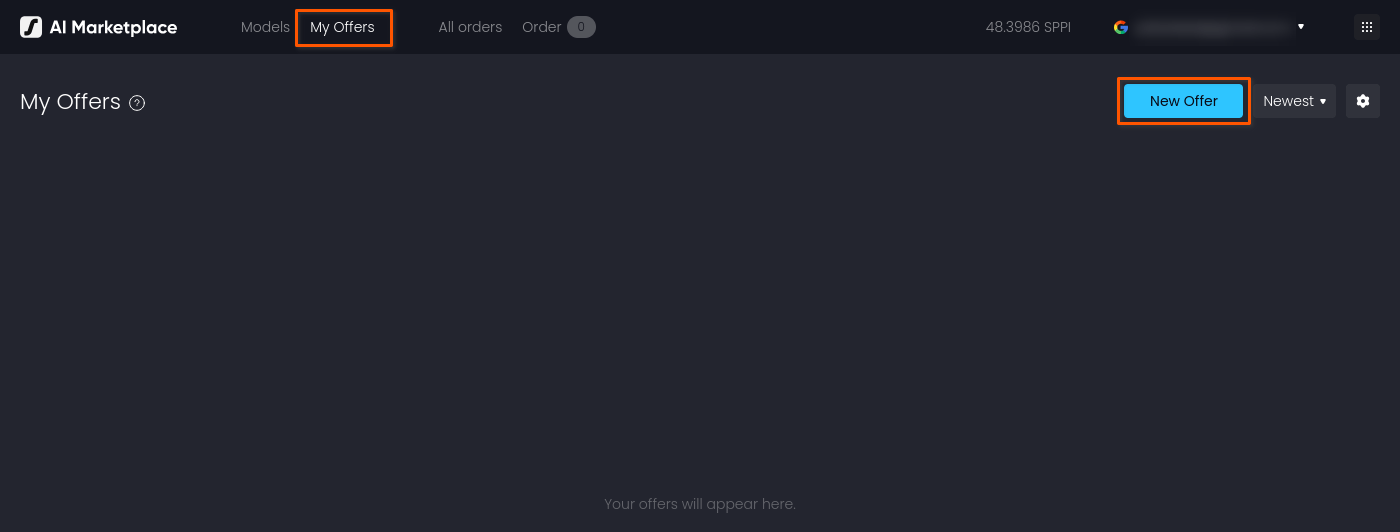 AI Marketplace Models My Offers All orders Order 0 48.3986 SPPI
My Offers ? New Offer Newest
Your offers will appear here.